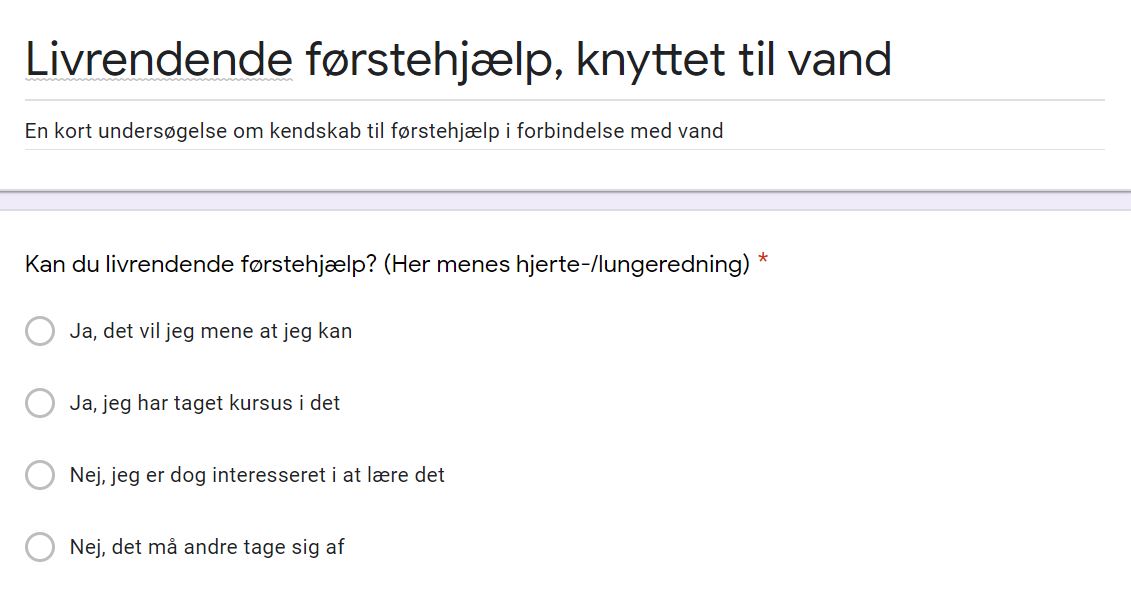 Livrendende førstehjælp, knyttet til vand
En kort undersøgelse om kendskab til førstehjælp i forbindelse med vand
Kan du livrendende førstehjælp? (Her menes hjerte-/lungeredning) *
Ja, det vil jeg mene at jeg kan
Ja, jeg har taget kursus i det
Nej, jeg er dog interesseret i at lære det
Nej, det må andre tage sig af